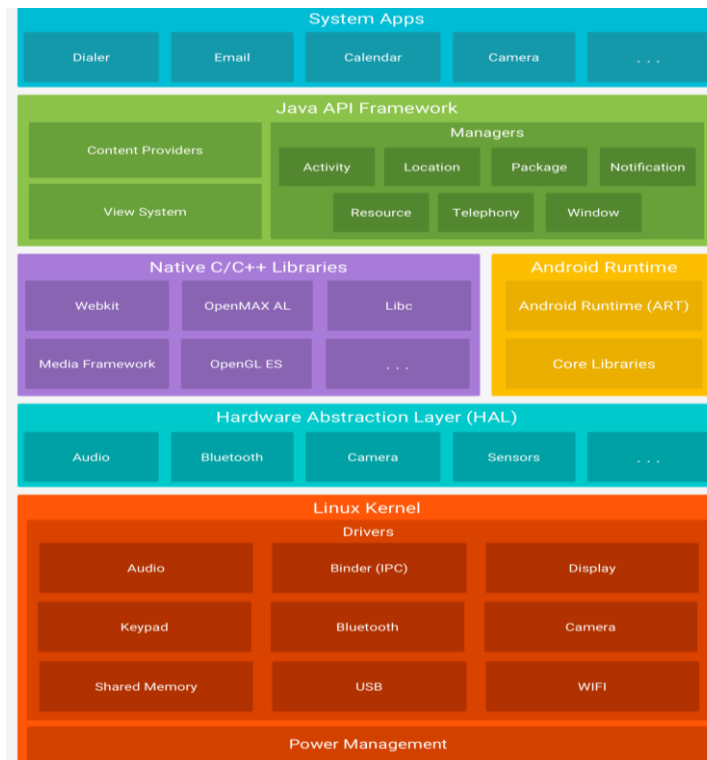 System Apps
Dialer
Email
Calendar
Camera
. . .
Java API Framework
Content Providers
View System
Managers
Activity
Location
Package
Notification
Resource
Telephony
Window
Native C/C++ Libraries
Webkit
OpenMAX AL
Libc
Media Framework
OpenGL ES
. . .
Android Runtime
Android Runtime (ART)
Core Libraries
Hardware Abstraction Layer (HAL)
Audio
Bluetooth
Camera
Sensors
. . .
Linux Kernel
Drivers
Audio
Binder (IPC)
Display
Keypad
Bluetooth
Camera
Shared Memory
USB
WIFI
Power Management